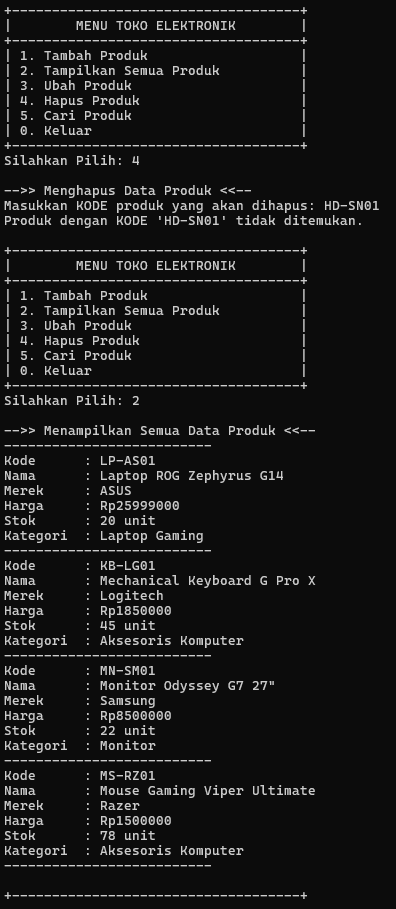 +------------------------------------+
|        MENU TOKO ELEKTRONIK        |
+------------------------------------+
| 1. Tambah Produk                   |
| 2. Tampilkan Semua Produk          |
| 3. Ubah Produk                     |
| 4. Hapus Produk                    |
| 5. Cari Produk                     |
| 0. Keluar                          |
+------------------------------------+
Silahkan Pilih: 4
-->> Menghapus Data Produk <<--
Masukkan KODE produk yang akan dihapus: HD-SN01
Produk dengan KODE 'HD-SN01' tidak ditemukan.
+------------------------------------+
|        MENU TOKO ELEKTRONIK        |
+------------------------------------+
| 1. Tambah Produk                   |
| 2. Tampilkan Semua Produk          |
| 3. Ubah Produk                     |
| 4. Hapus Produk                    |
| 5. Cari Produk                     |
| 0. Keluar                          |
+------------------------------------+
Silahkan Pilih: 2
-->> Menampilkan Semua Data Produk <<--
--------------------------
Kode      : LP-AS01
Nama      : Laptop ROG Zephyrus G14
Merek     : ASUS
Harga     : Rp25999000
Stok      : 20 unit
Kategori  : Laptop Gaming
--------------------------
Kode      : KB-LG01
Nama      : Mechanical Keyboard G Pro X
Merek     : Logitech
Harga     : Rp1850000
Stok      : 45 unit
Kategori  : Aksesoris Komputer
--------------------------
Kode      : MN-SM01
Nama      : Monitor Odyssey G7 27"
Merek     : Samsung
Harga     : Rp8500000
Stok      : 22 unit
Kategori  : Monitor
--------------------------
Kode      : MS-RZ01
Nama      : Mouse Gaming Viper Ultimate
Merek     : Razer
Harga     : Rp1500000
Stok      : 78 unit
Kategori  : Aksesoris Komputer
--------------------------
+------------------------------------+